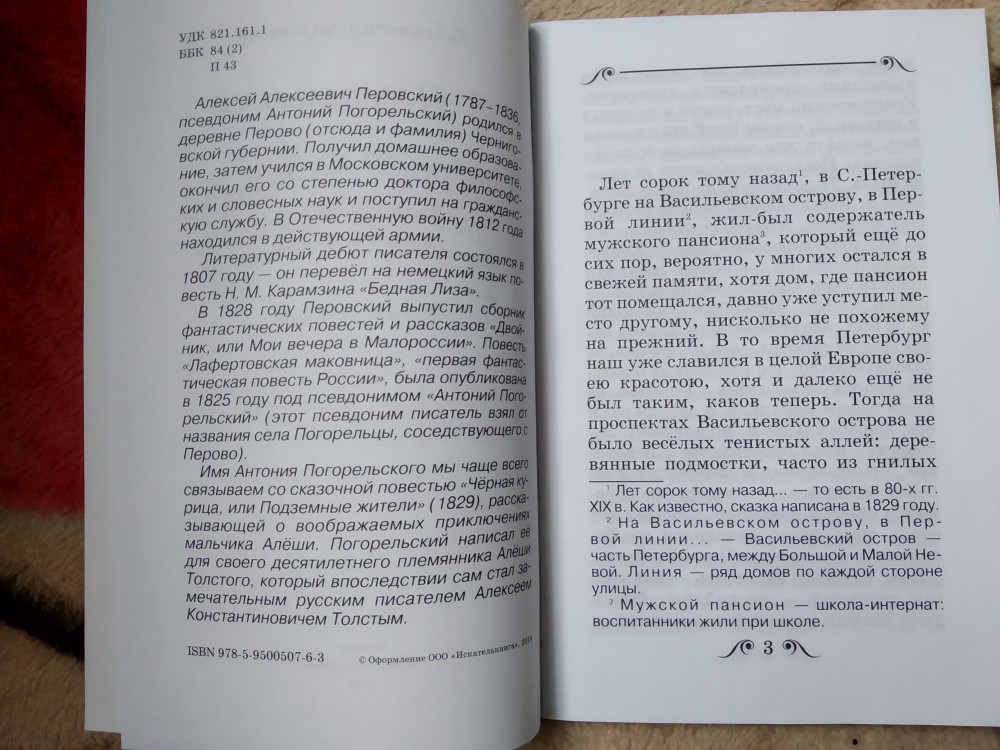 УДК 821.161.1
ББК 84 (2)
П 43
Алексей Алексеевич Перовский (1787–1836,
псевдоним Антоний Погорельский) родился в
деревне Перово (отсюда и фамилия) Черниго-
вской губернии. Получил домашнее образова-
ние, затем учился в Московском университете,
окончил его со степенью доктора философс-
ких и словесных наук и поступил на гражданс-
кую службу. В Отечественную войну 1812 года
находился в действующей армии.
Литературный дебют писателя состоялся в
1807 году — он перевёл на немецкий язык по-
весть Н. М. Карамзина «Бедная Лиза».
В 1828 году Перовский выпустил сборник
фантастических повестей и рассказов «Двой-
ник, или Мои вечера в Малороссии». Повесть
«Лафертовская маковница», «первая фантас-
тическая повесть России», была опубликована
в 1825 году под псевдонимом «Антоний Пого-
рельский» (этот псевдоним писатель взял от
названия села Погорельцы, соседствующего с
Перово).
Имя Антония Погорельского мы чаще всего
связываем со сказочной повестью «Чёрная ку-
рица, или Подземные жители» (1829), расска-
зывающей о воображаемых приключениях
мальчика Алёши. Погорельский написал её
для своего десятилетнего племянника Алёши
Толстого, который впоследствии сам стал за-
мечательным русским писателем Алексеем
Константиновичем Толстым.
ISBN 978-5-9500507-6-3
© Оформление ООО «Искателькнига»,
Лет сорок тому назад¹, в С.-Петер-
бурге на Васильевском острову, в Пер-
вой линии², жил-был содержатель
мужского пансиона³, который ещё до
сих пор, вероятно, у многих остался в
свежей памяти, хотя дом, где пансион
тот помещался, давно уже уступил ме-
сто другому, нисколько не похожему
на прежний. В то время Петербург
наш уже славился в целой Европе сво-
ею красотою, хотя и далеко ещё не
был таким, каков теперь. Тогда на
проспектах Васильевского острова не
было весёлых тенистых аллей: дере-
вянные подмостки, часто из гнилых
¹ Лет сорок тому назад... — то есть в 80-х гг.
XIX в. Как известно, сказка написана в 1829 году.
² На Васильевском острову, в Пер-
вой линии... — Васильевский остров —
часть Петербурга, между Большой и Малой Не-
вой. Линия — ряд домов по каждой стороне
улицы.
³ Мужской пансион — школа-интернат:
воспитанники жили при школе.
3